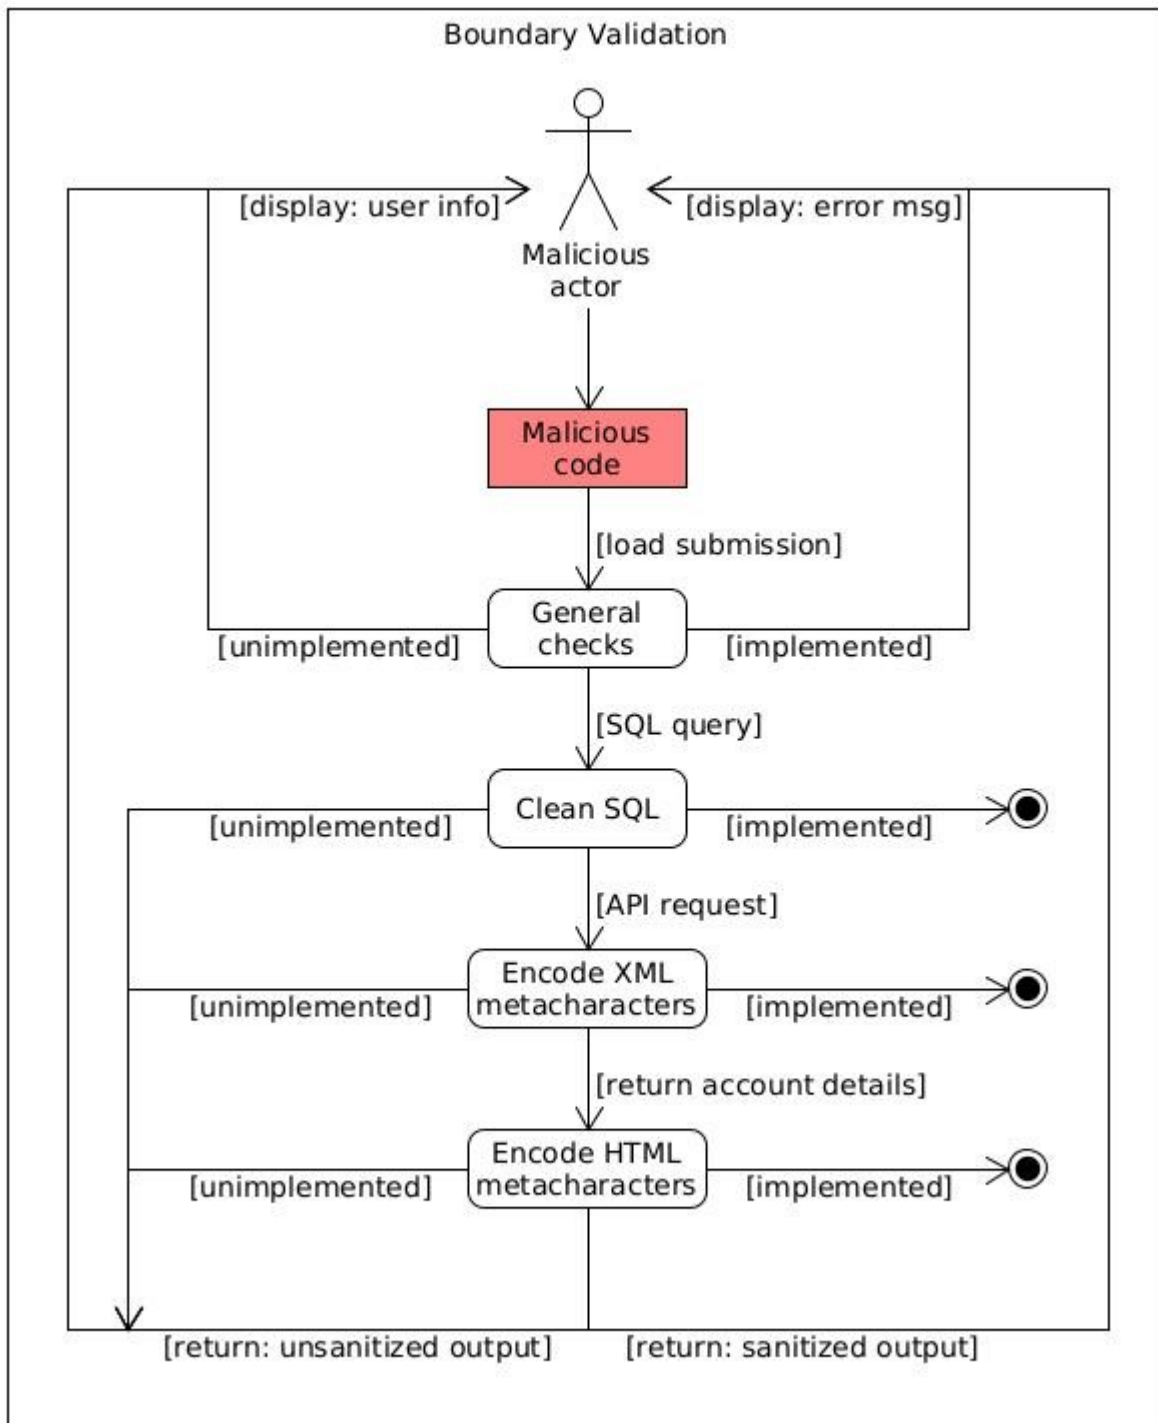 Boundary Validation
[display: user info]
[display: error msg]
Malicious
actor
Malicious
code
[load submission]
General
checks
[unimplemented]
[implemented]
[SQL query]
Clean SQL
[unimplemented]
[implemented]
[API request]
Encode XML
metacharacters
[unimplemented]
[implemented]
[return account details]
Encode HTML
metacharacters
[unimplemented]
[implemented]
[return: unsanitized output]
[return: sanitized output]